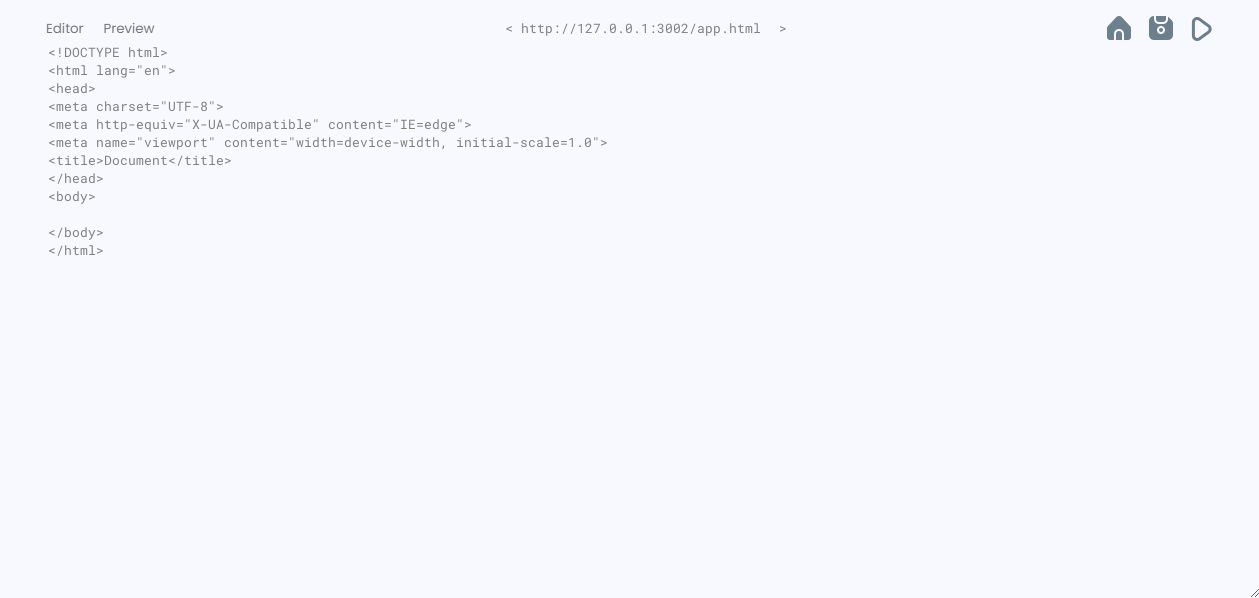 Editor Preview < http://127.0.0.1:3002/app.html >
<!DOCTYPE html>
<html lang="en">
<head>
<meta charset="UTF-8">
<meta http-equiv="X-UA-Compatible" content="IE=edge">
<meta name="viewport" content="width=device-width, initial-scale=1.0">
<title>Document</title>
</head>
<body>
</body>
</html>